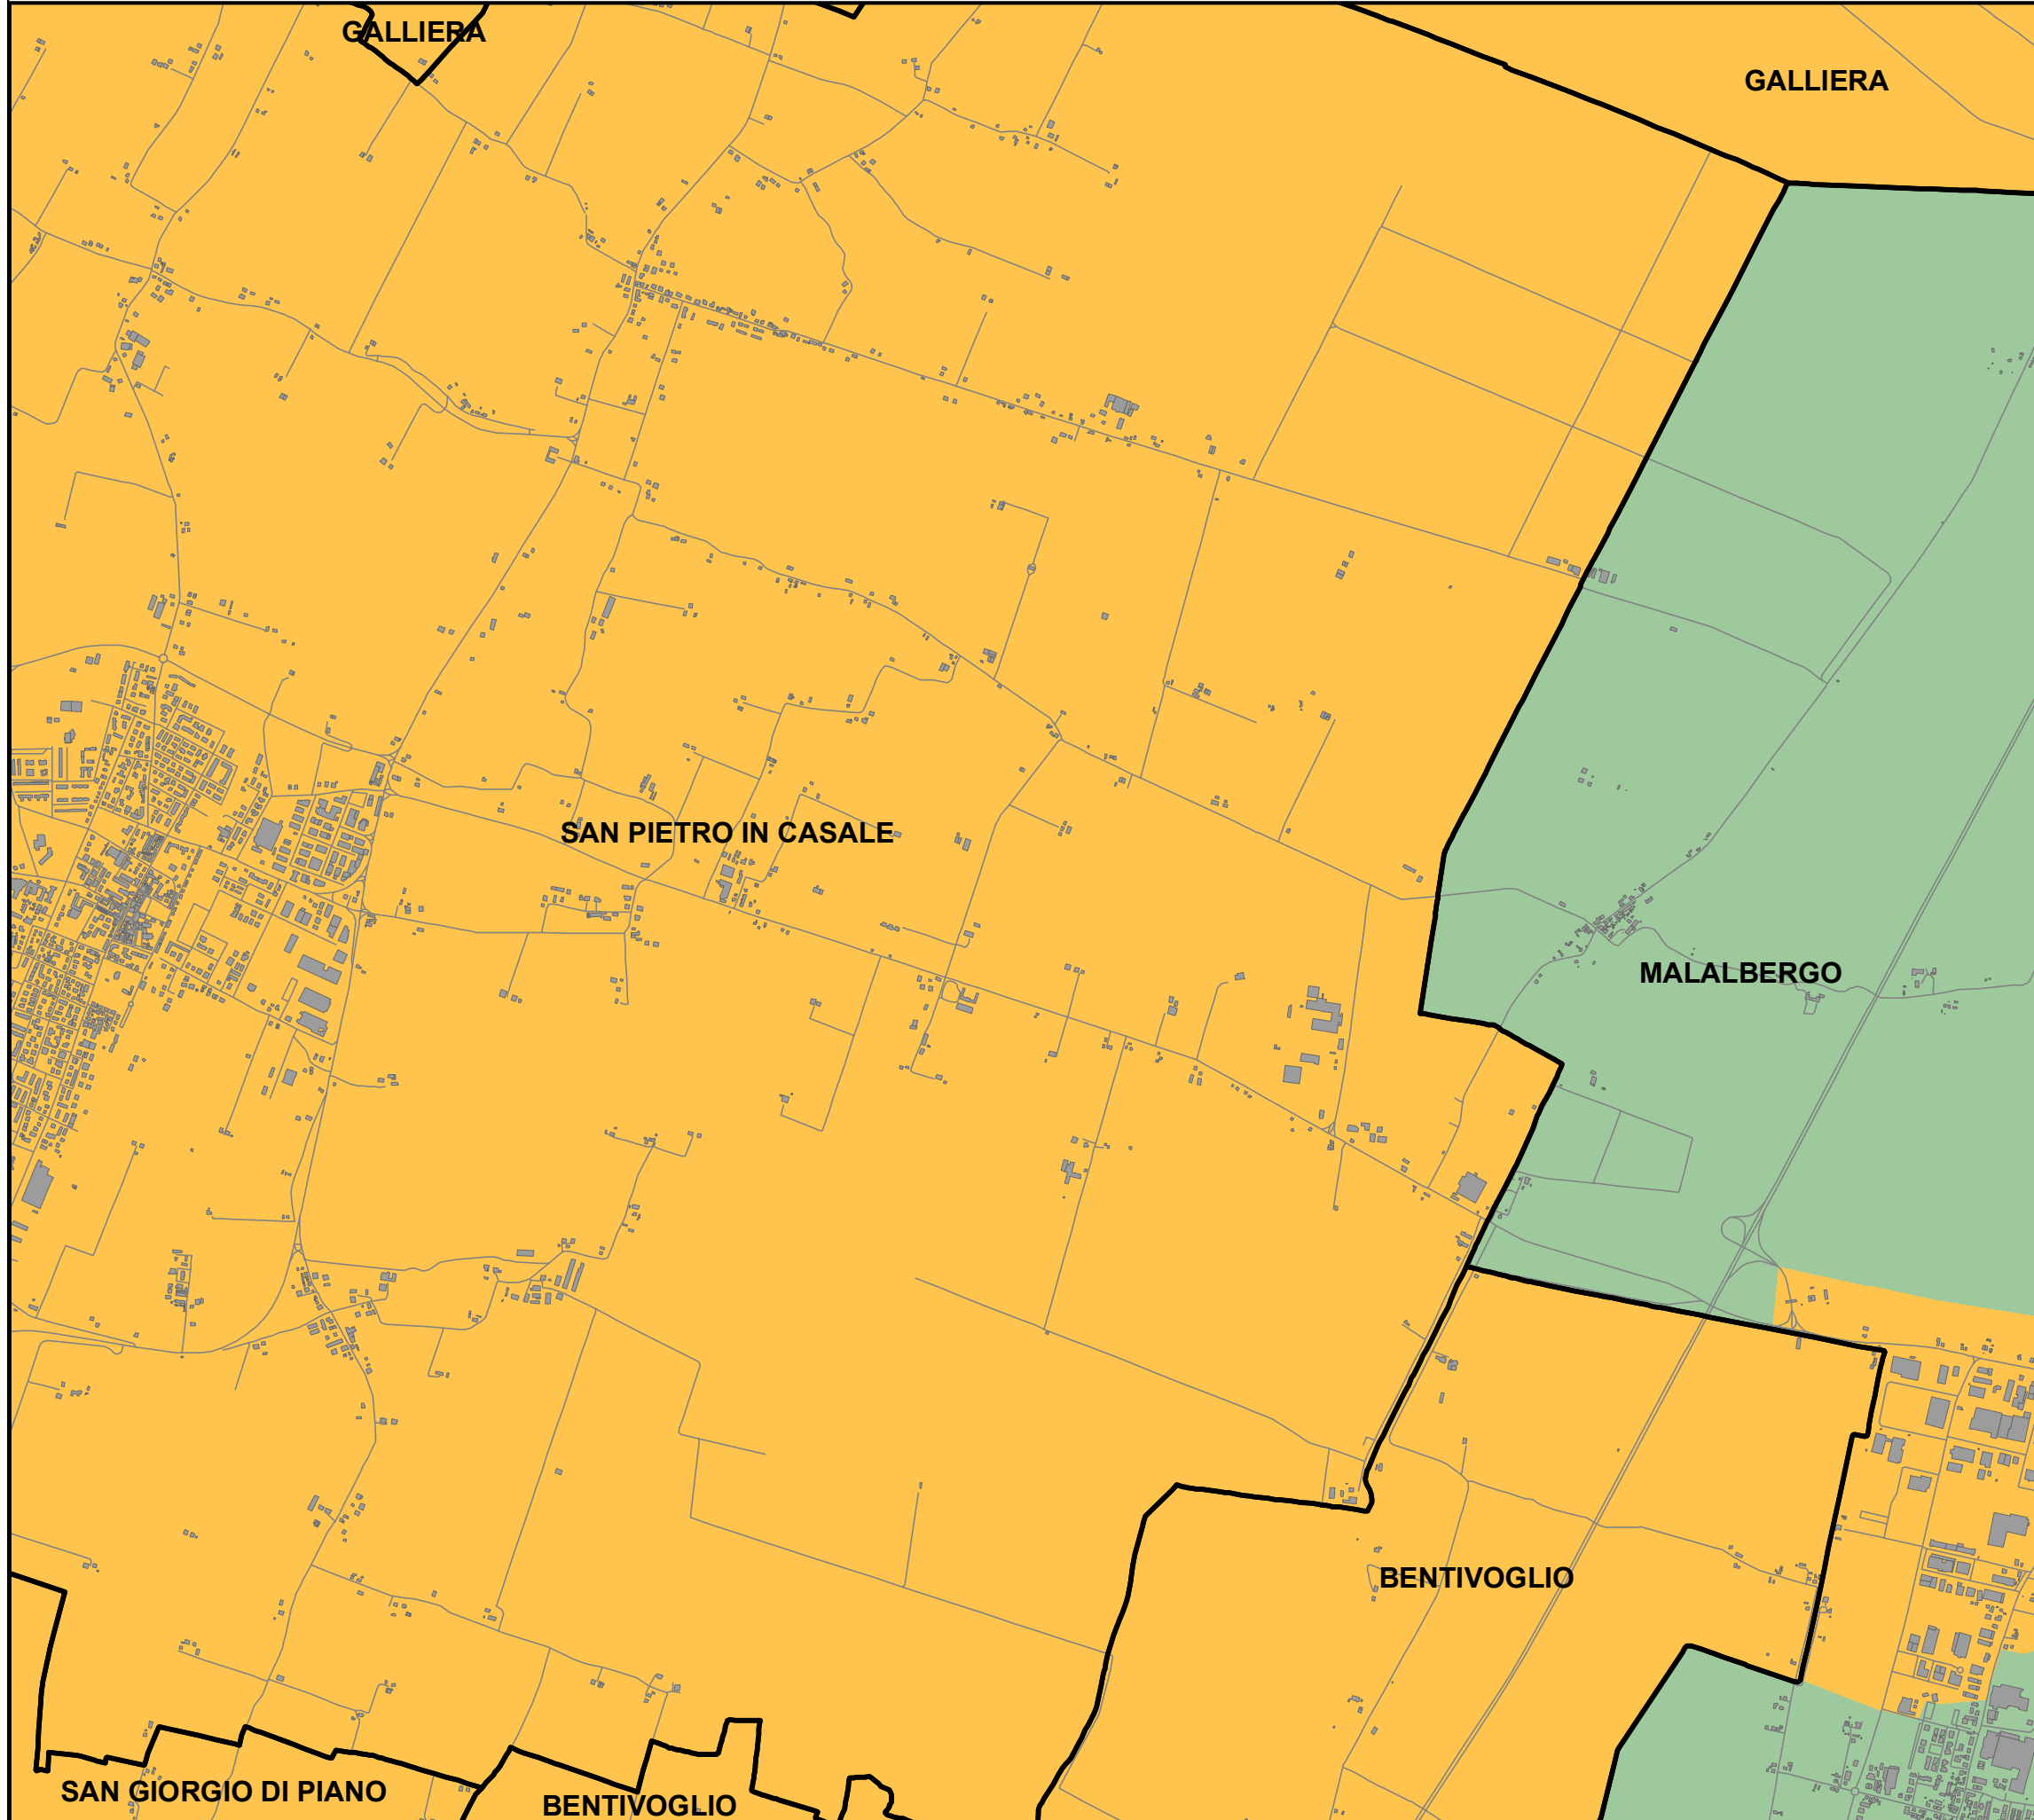 GALLIERA
GALLIERA
SAN PIETRO IN CASALE
MALALBERGO
BENTIVOGLIO
SAN GIORGIO DI PIANO
BENTIVOGLIO